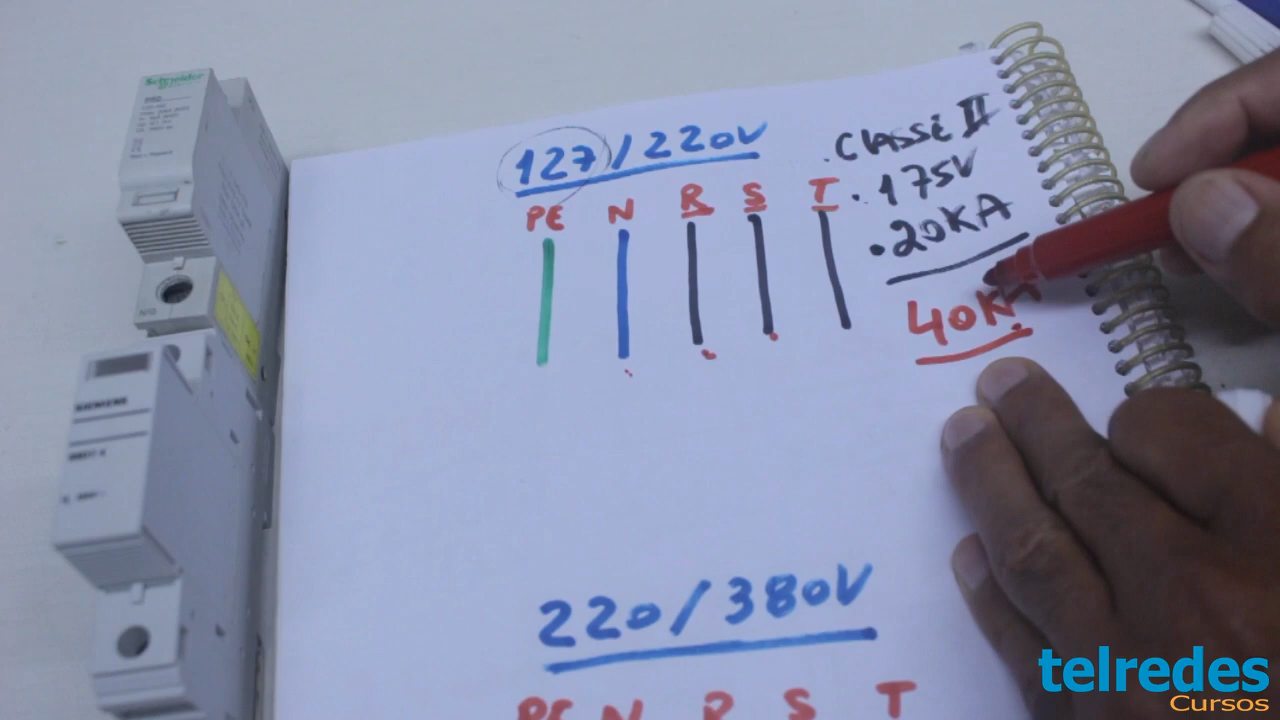 Schneider
SIEMENS
127/220V
PE N R S T
.CLASSE II
.175V
.20KA
40KA
220/380V
PE N R S T
telredes
Cursos